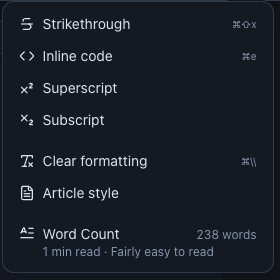 Strikethrough ⌘⇧x
Inline code ⌘e
Superscript
Subscript
Clear formatting ⌘\\
Article style
Word Count 238 words
1 min read · Fairly easy to read